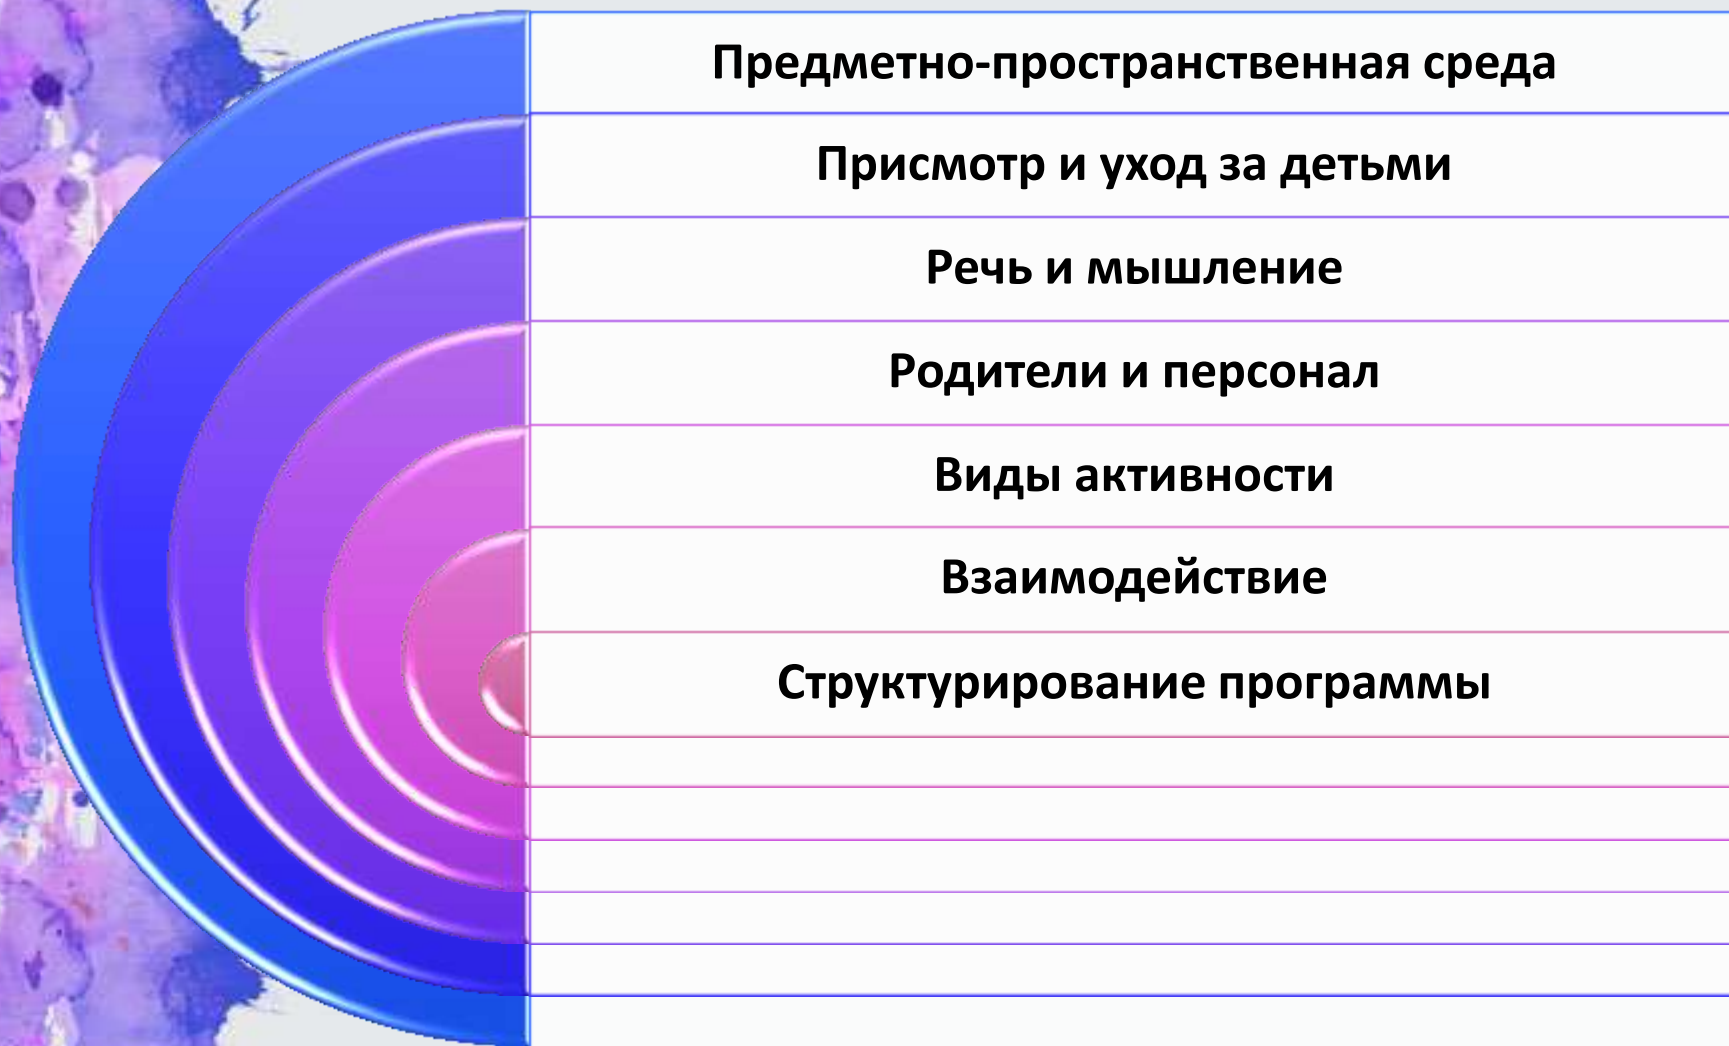 Предметно-пространственная среда
Присмотр и уход за детьми
Речь и мышление
Родители и персонал
Виды активности
Взаимодействие
Структурирование программы